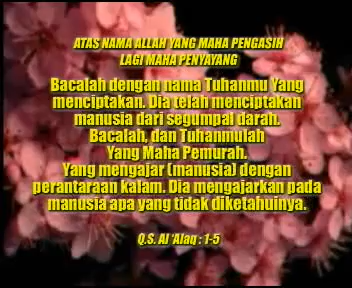 ATAS NAMA ALLAH YANG MAHA PENGASIH
LAGI MAHA PENYAYANG
Bacalah dengan nama Tuhanmu Yang
menciptakan. Dia telah menciptakan
manusia dari segumpal darah.
Bacalah, dan Tuhanmulah
Yang Maha Pemurah.
Yang mengajar (manusia) dengan
perantaraan kalam. Dia mengajarkan pada
manusia apa yang tidak diketahuinya.
Q.S. Al 'Alaq : 1-5